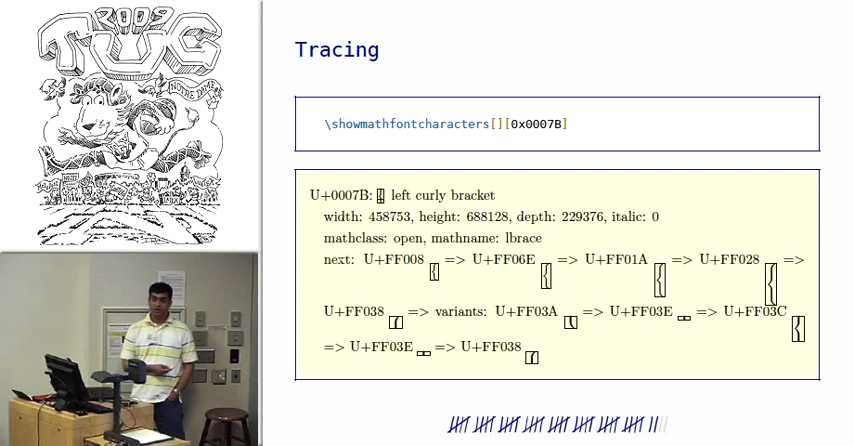 2009
TUG
NOTRE DAME
Tracing
\showmathfontcharacters[][0x0007B]
U+0007B: { left curly bracket
width: 458753, height: 688128, depth: 229376, italic: 0
mathclass: open, mathname: lbrace
next: U+FF008 { => U+FF06E { => U+FF01A { => U+FF028 { =>
U+FF038 => variants: U+FF03A => U+FF03E => U+FF03C
=> U+FF03E => U+FF038